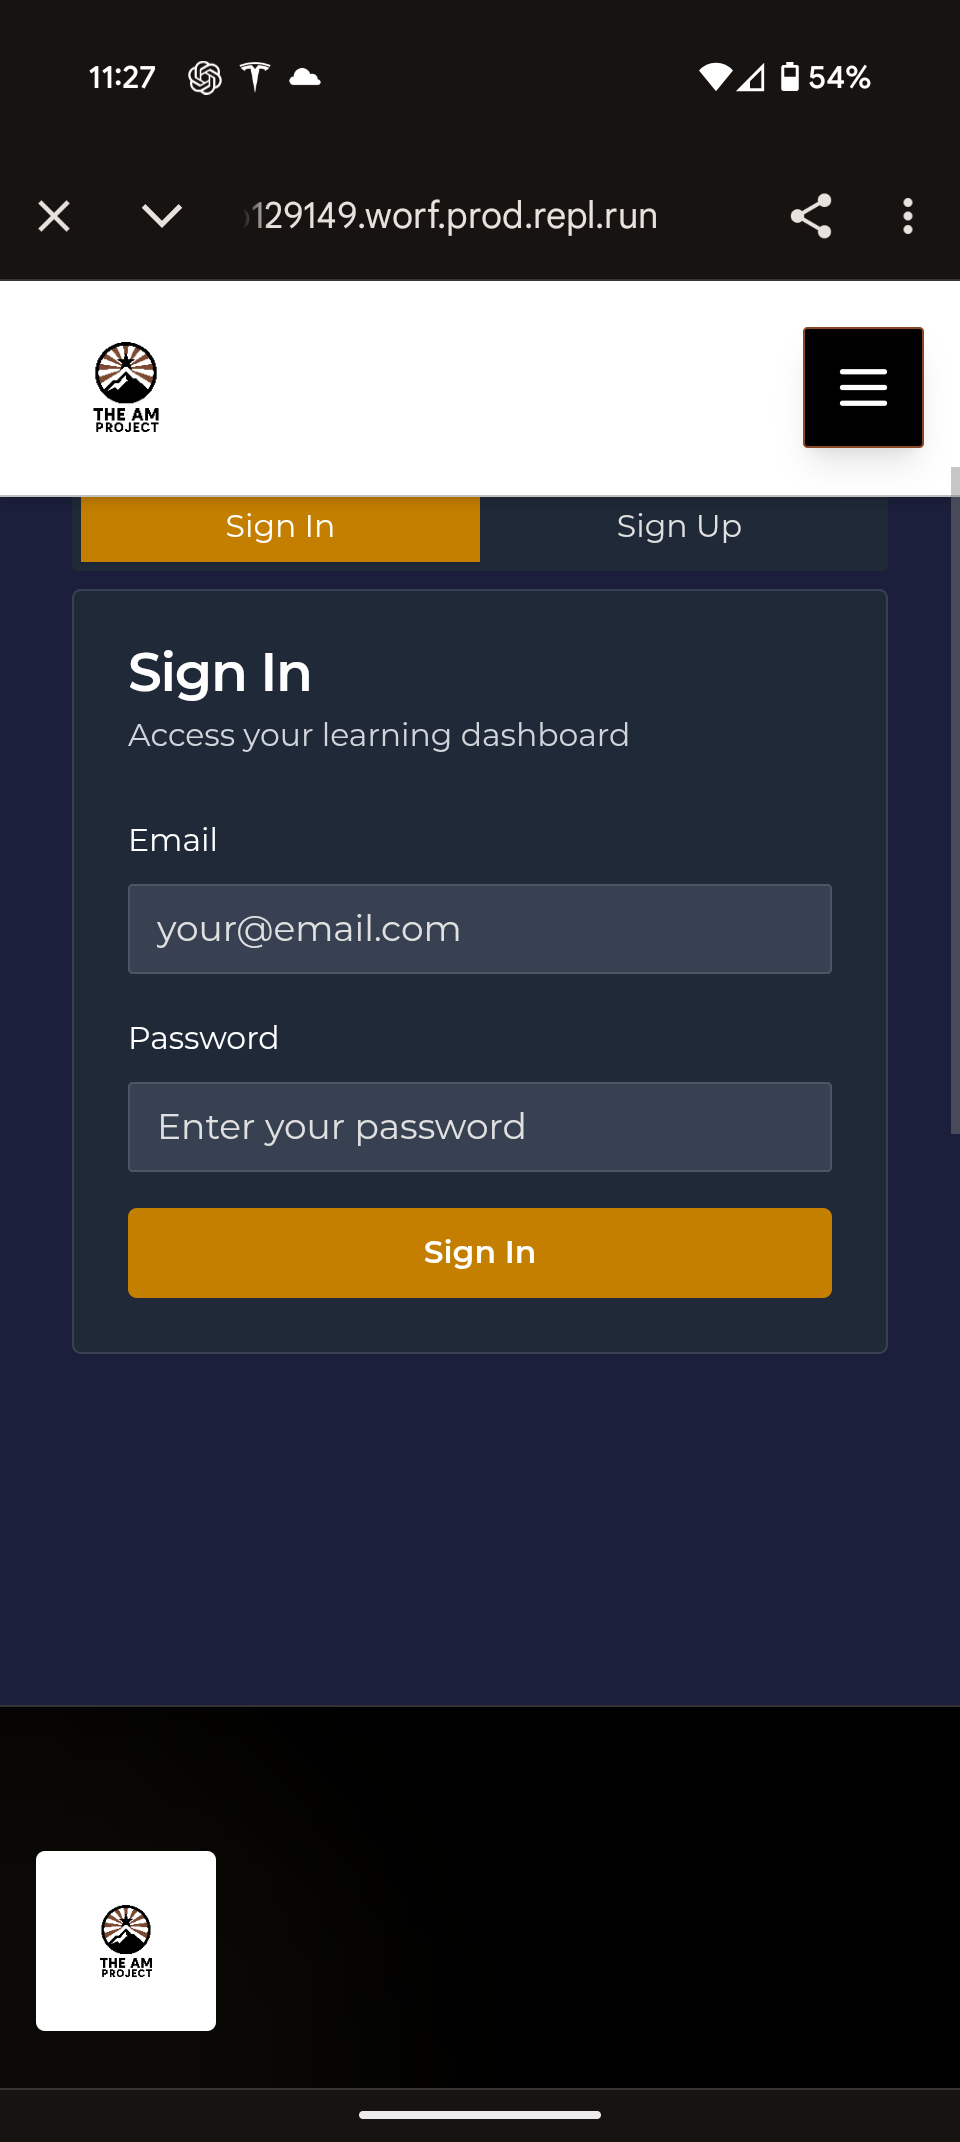 11:27
54%
129149.worf.prod.repl.run
THE AM
PROJECT
Sign In
Sign Up
Sign In
Access your learning dashboard
Email
your@email.com
Password
Enter your password
Sign In
THE AM
PROJECT